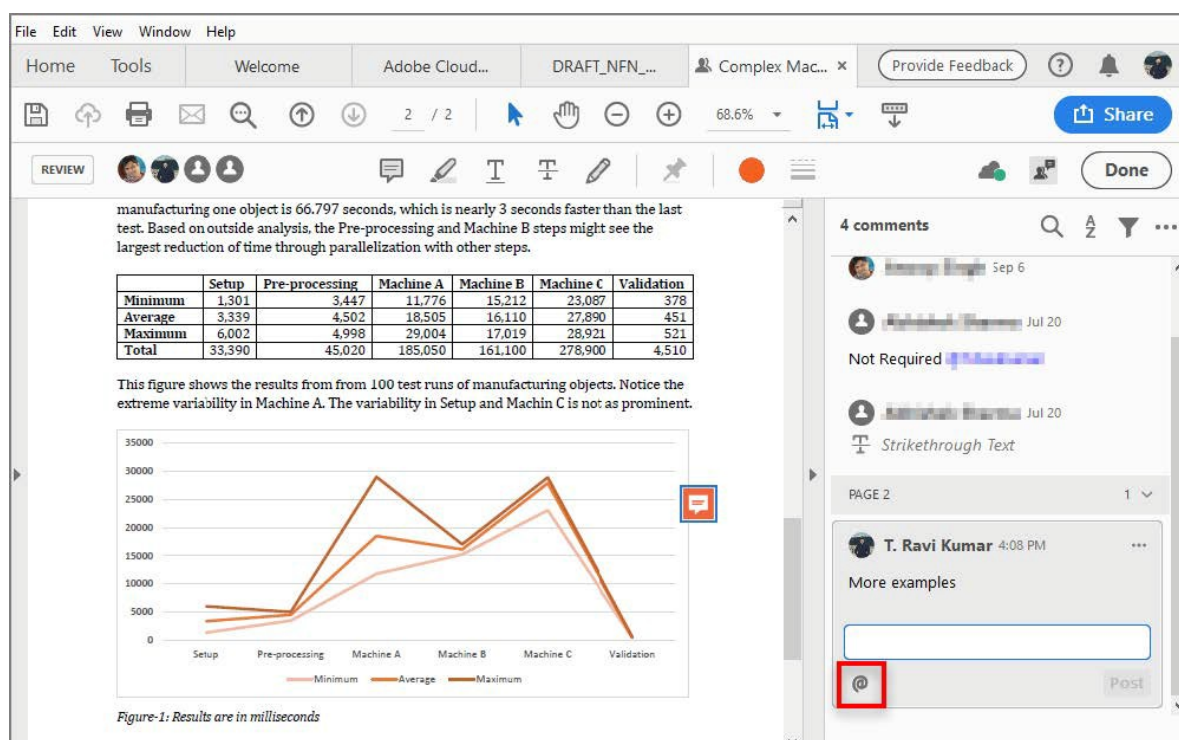 File Edit View Window Help
Home Tools Welcome Adobe Cloud... DRAFT_NFN_... Complex Mac... × Provide Feedback ?
2 / 2 68.6% Share
REVIEW T T Done
manufacturing one object is 66.797 seconds, which is nearly 3 seconds faster than the last
test. Based on outside analysis, the Pre-processing and Machine B steps might see the
largest reduction of time through parallelization with other steps.
Setup Pre-processing Machine A Machine B Machine C Validation
Minimum 1,301 3,447 11,776 15,212 23,087 378
Average 3,339 4,502 18,505 16,110 27,890 451
Maximum 6,002 4,998 29,004 17,019 28,921 521
Total 33,390 45,020 185,050 161,100 278,900 4,510
This figure shows the results from from 100 test runs of manufacturing objects. Notice the
extreme variability in Machine A. The variability in Setup and Machin C is not as prominent.
35000
30000
25000
20000
15000
10000
5000
0
Setup Pre-processing Machine A Machine B Machine C Validation
Minimum Average Maximum
Figure-1: Results are in milliseconds
4 comments A Z ...
Sep 6
Jul 20
Not Required
Jul 20
T Strikethrough Text
PAGE 2 1
T. Ravi Kumar 4:08 PM ...
More examples
@ Post